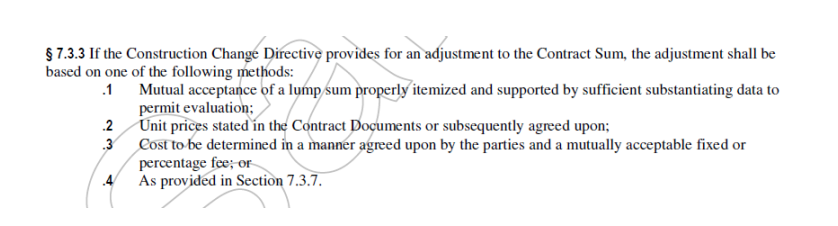 § 7.3.3 If the Construction Change Directive provides for an adjustment to the Contract Sum, the adjustment shall be
based on one of the following methods:
.1 Mutual acceptance of a lump sum properly itemized and supported by sufficient substantiating data to
permit evaluation;
.2 Unit prices stated in the Contract Documents or subsequently agreed upon;
.3 Cost to be determined in a manner agreed upon by the parties and a mutually acceptable fixed or
percentage fee; or
.4 As provided in Section 7.3.7.